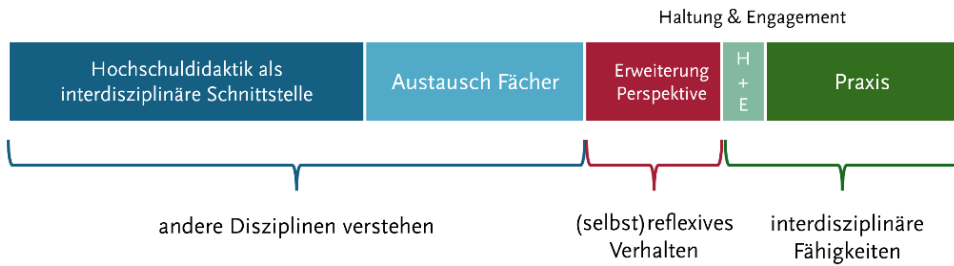 Haltung & Engagement
Hochschuldidaktik als
interdisziplinäre Schnittstelle
Austausch Fächer
Erweiterung
Perspektive
H
+
E
Praxis
andere Disziplinen verstehen
(selbst)reflexives
Verhalten
interdisziplinäre
Fähigkeiten